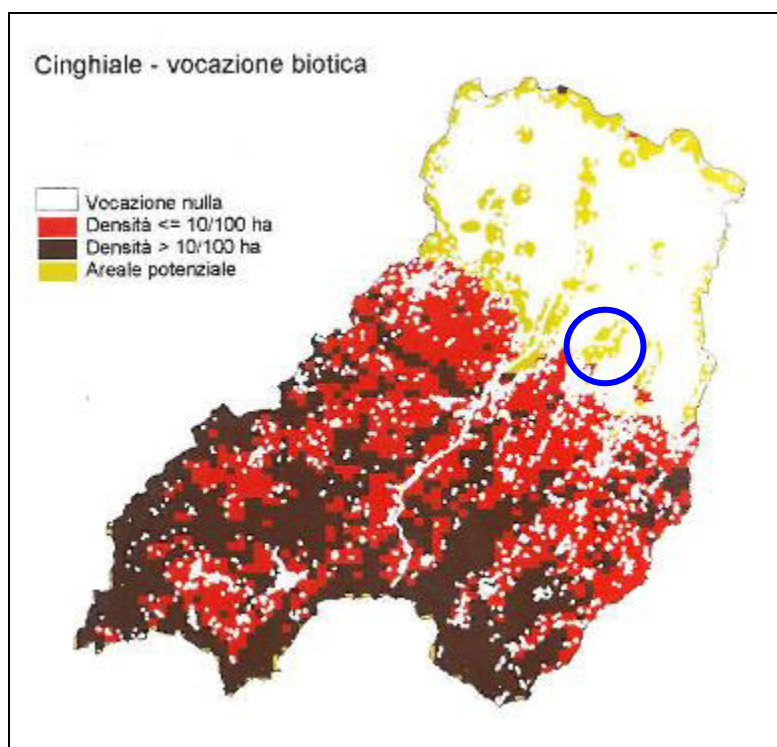 Cinghiale - vocazione biotica
Vocazione nulla
Densità <= 10/100 ha
Densità > 10/100 ha
Areale potenziale